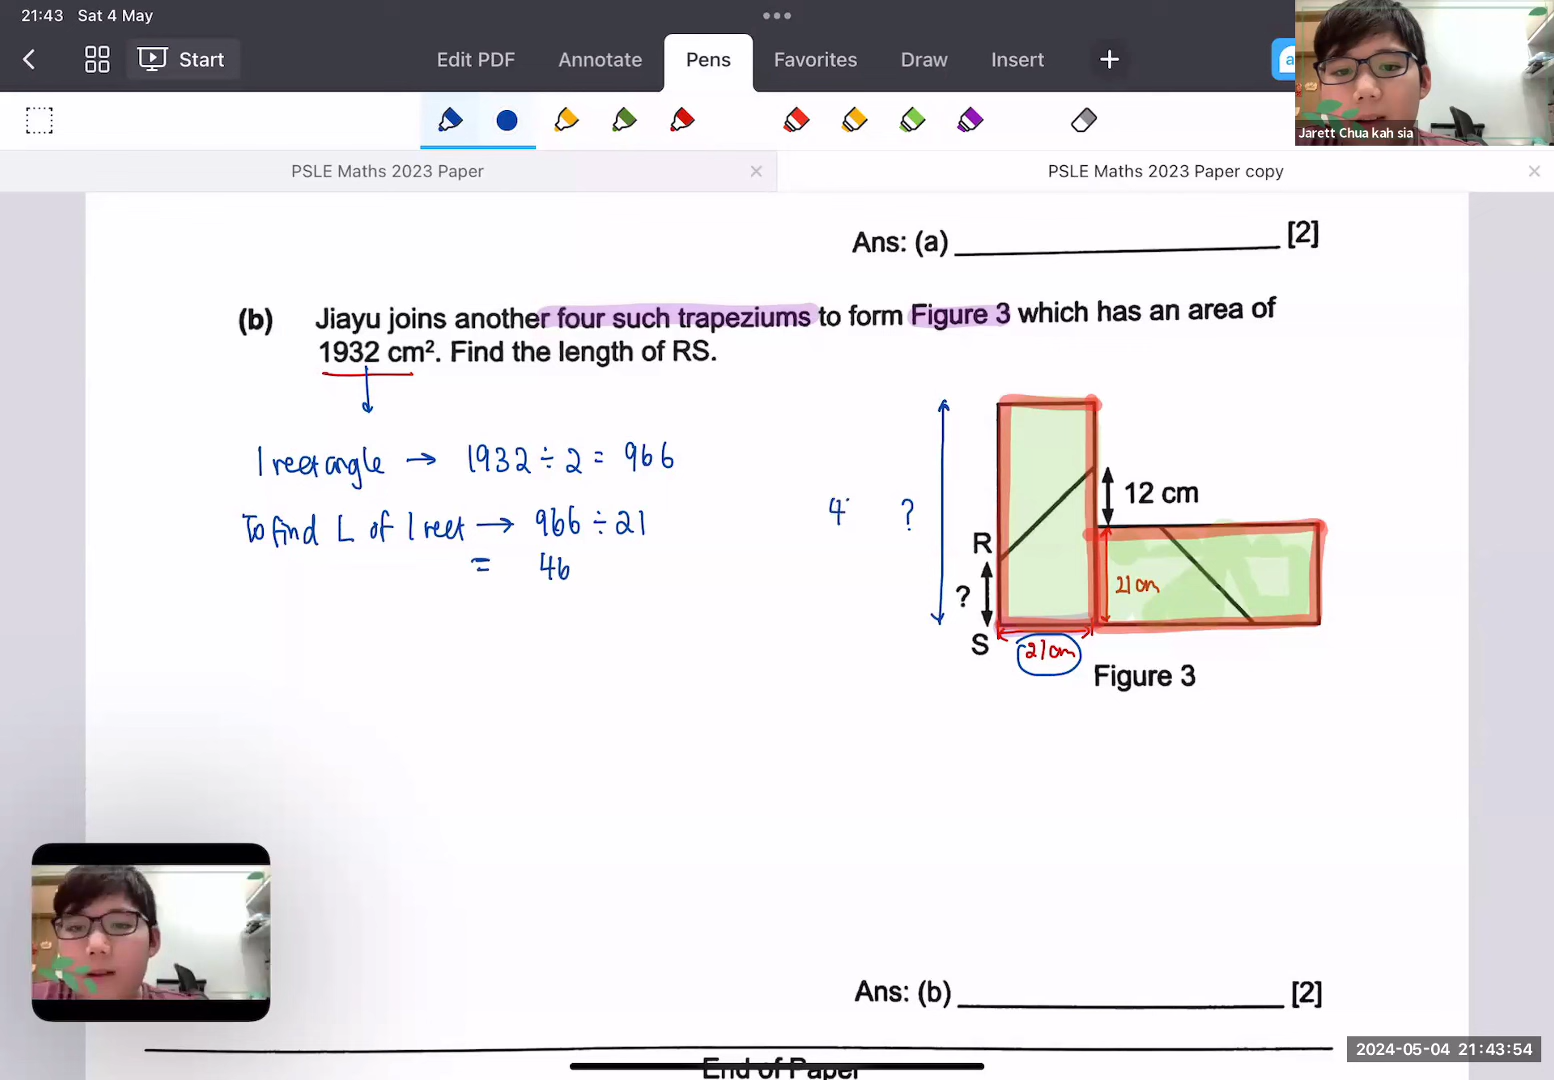 21:43 Sat 4 May
Start
Edit PDF
Annotate
Pens
Favorites
Draw
Insert
Jarett Chua kah sia
PSLE Maths 2023 Paper
PSLE Maths 2023 Paper copy
Ans: (a) [2]
(b) Jiayu joins another four such trapeziums to form Figure 3 which has an area of
1932 cm². Find the length of RS.
1 rectangle → 1932 ÷ 2 = 966
To find L of 1 rect → 966 ÷ 21
= 46
4 ?
12 cm
R
21cm
?
S
21cm
Figure 3
Ans: (b) [2]
2024-05-04 21:43:54
End of Paper